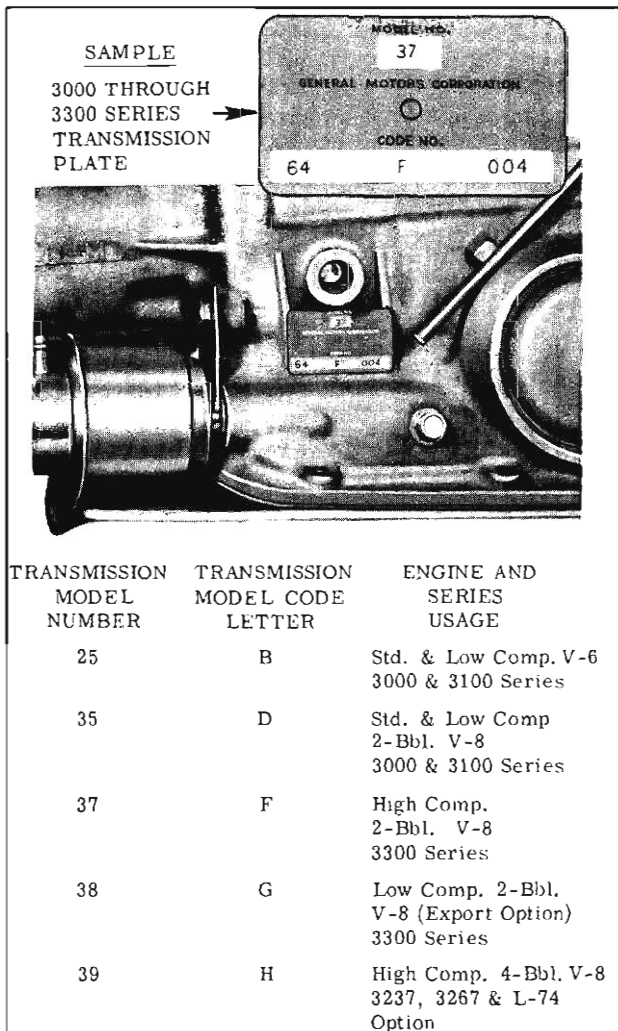 SAMPLE
3000 THROUGH
3300 SERIES
TRANSMISSION
PLATE
MODEL NO.
37
GENERAL MOTORS CORPORATION
CODE NO.
64 F 004
64 F 004
TRANSMISSION MODEL NUMBER
TRANSMISSION MODEL CODE LETTER
ENGINE AND SERIES USAGE
25 B Std. & Low Comp. V-6
3000 & 3100 Series
35 D Std. & Low Comp
2-Bbl. V-8
3000 & 3100 Series
37 F High Comp.
2-Bbl. V-8
3300 Series
38 G Low Comp. 2-Bbl.
V-8 (Export Option)
3300 Series
39 H High Comp. 4-Bbl. V-8
3237, 3267 & L-74
Option